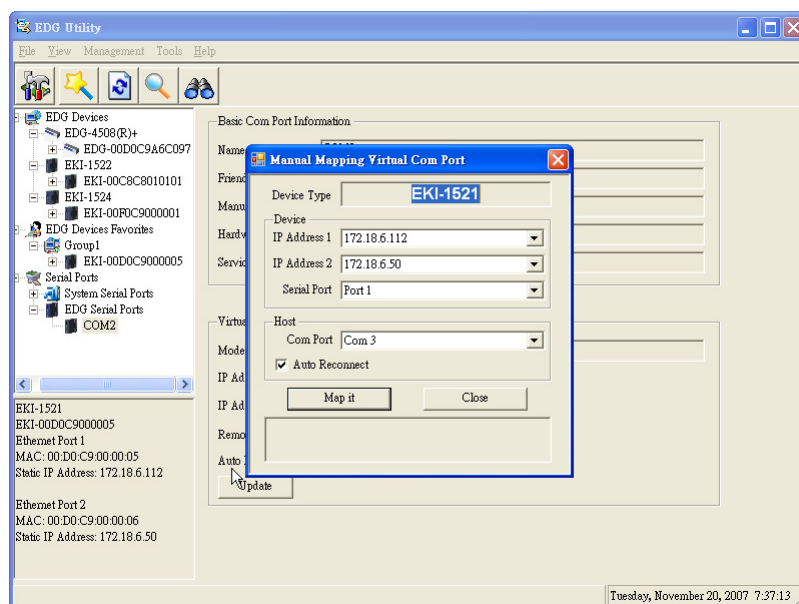 EDG Utility
File View Management Tools Help
EDG Devices
EDG-4508(R)+
EDG-00D0C9A6C097
EKI-1522
EKI-00C8C8010101
EKI-1524
EKI-00F0C9000001
EDG Devices Favorites
Group1
EKI-00D0C9000005
Serial Ports
System Serial Ports
EDG Serial Ports
COM2
EKI-1521
EKI-00D0C9000005
Ethernet Port 1
MAC: 00:D0:C9:00:00:05
Static IP Address: 172.18.6.112
Ethernet Port 2
MAC: 00:D0:C9:00:00:06
Static IP Address: 172.18.6.50
Basic Com Port Information
Name
Friend
Manu
Hardw
Servic
Virtua
Mode
IP Ad
IP Ad
Remo
Auto
Update
Manual Mapping Virtual Com Port
Device Type EKI-1521
Device
IP Address 1 172.18.6.112
IP Address 2 172.18.6.50
Serial Port Port 1
Host
Com Port Com 3
Auto Reconnect
Map it Close
Tuesday, November 20, 2007 7:37:13